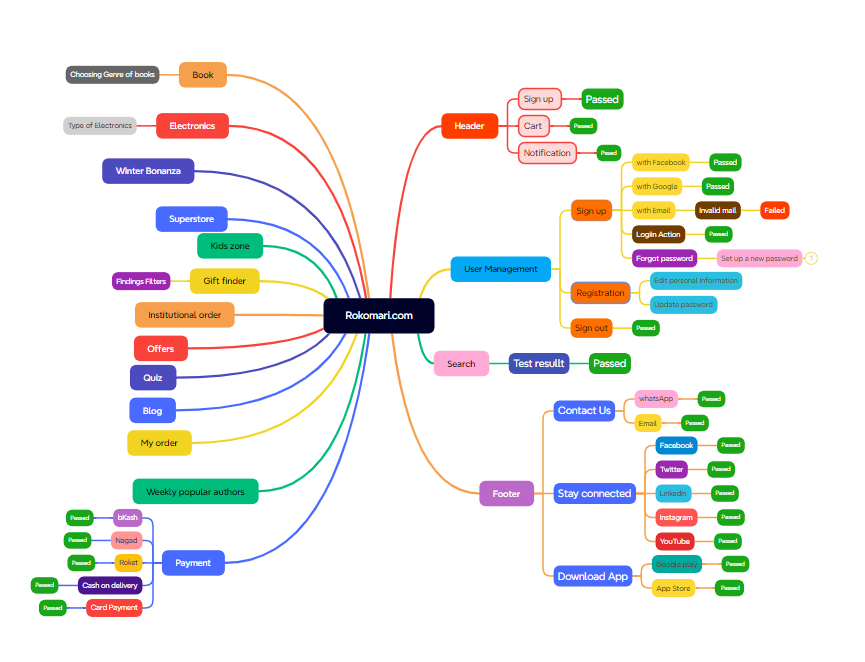 Rokomari.com
Book
Choosing Genre of books
Electronics
Type of Electronics
Winter Bonanza
Superstore
Kids zone
Gift finder
Findings Filters
Institutional order
Offers
Quiz
Blog
My order
Weekly popular authors
Payment
bKash
Passed
Nagad
Passed
Roket
Passed
Cash on delivery
Passed
Card Payment
Passed
Header
Sign up
Passed
Cart
Passed
Notification
Pased
User Management
Sign up
with Facebook
Passed
with Google
Passed
with Email
Invalid mail
Failed
Login Action
Passed
Forgot password
Set up a new password
1
Registration
Edit personal Information
Update password
Sign out
Passed
Search
Test resullt
Passed
Footer
Contact Us
whatsApp
Passed
Email
Passed
Stay connected
Facebook
Passed
Twitter
Passed
LinkedIn
Passed
Instagram
Passed
YouTube
Passed
Download App
Google play
Passed
App Store
Passed